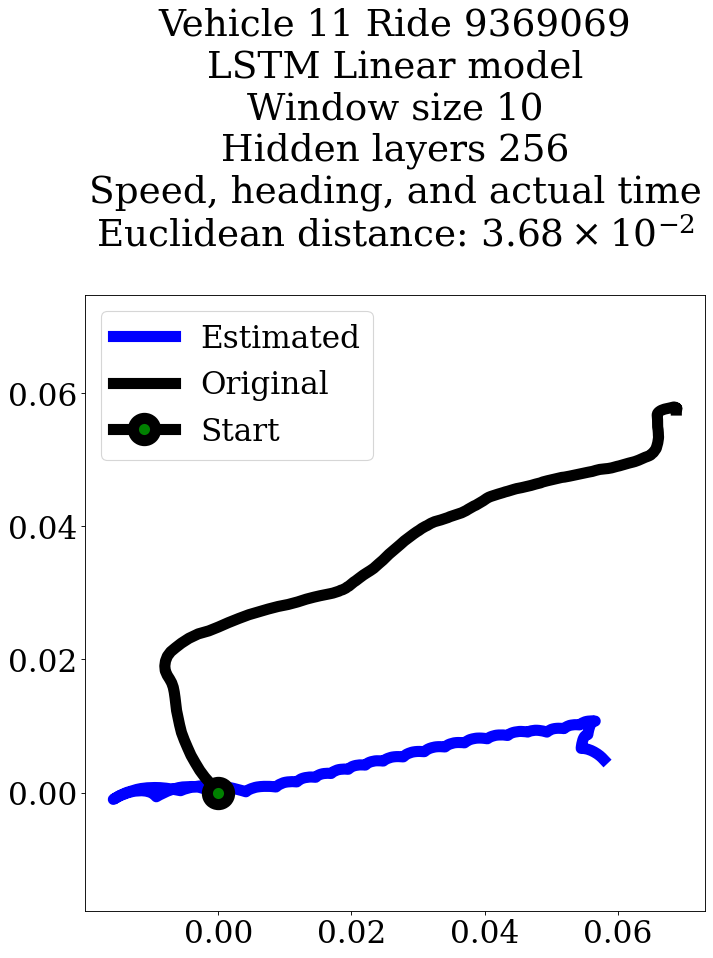 Vehicle 11 Ride 9369069
LSTM Linear model
Window size 10
Hidden layers 256
Speed, heading, and actual time
Euclidean distance: 3.68 × 10⁻²
Estimated
Original
Start
0.06
0.04
0.02
0.00
0.00 0.02 0.04 0.06